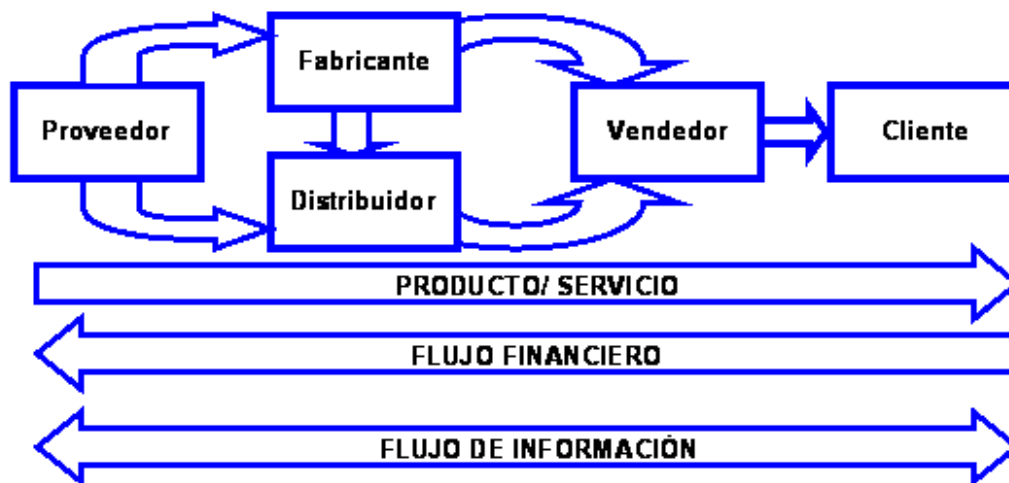 Fabricante
Proveedor
Vendedor
Cliente
Distribuidor
PRODUCTO/ SERVICIO
FLUJO FINANCIERO
FLUJO DE INFORMACIÓN